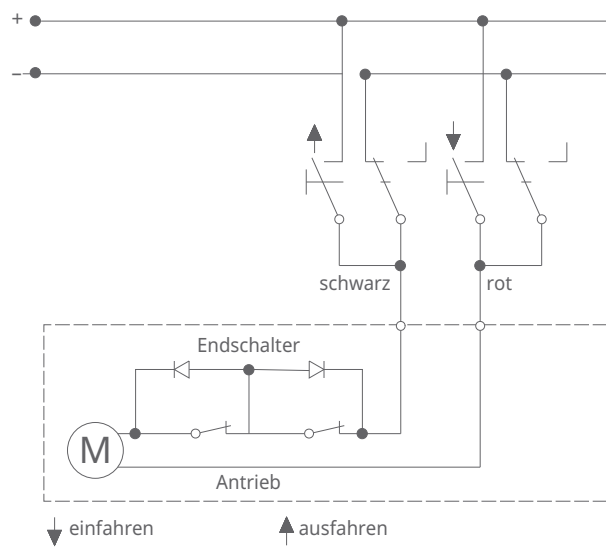 +
–
schwarz rot
Endschalter
M
Antrieb
einfahren ausfahren